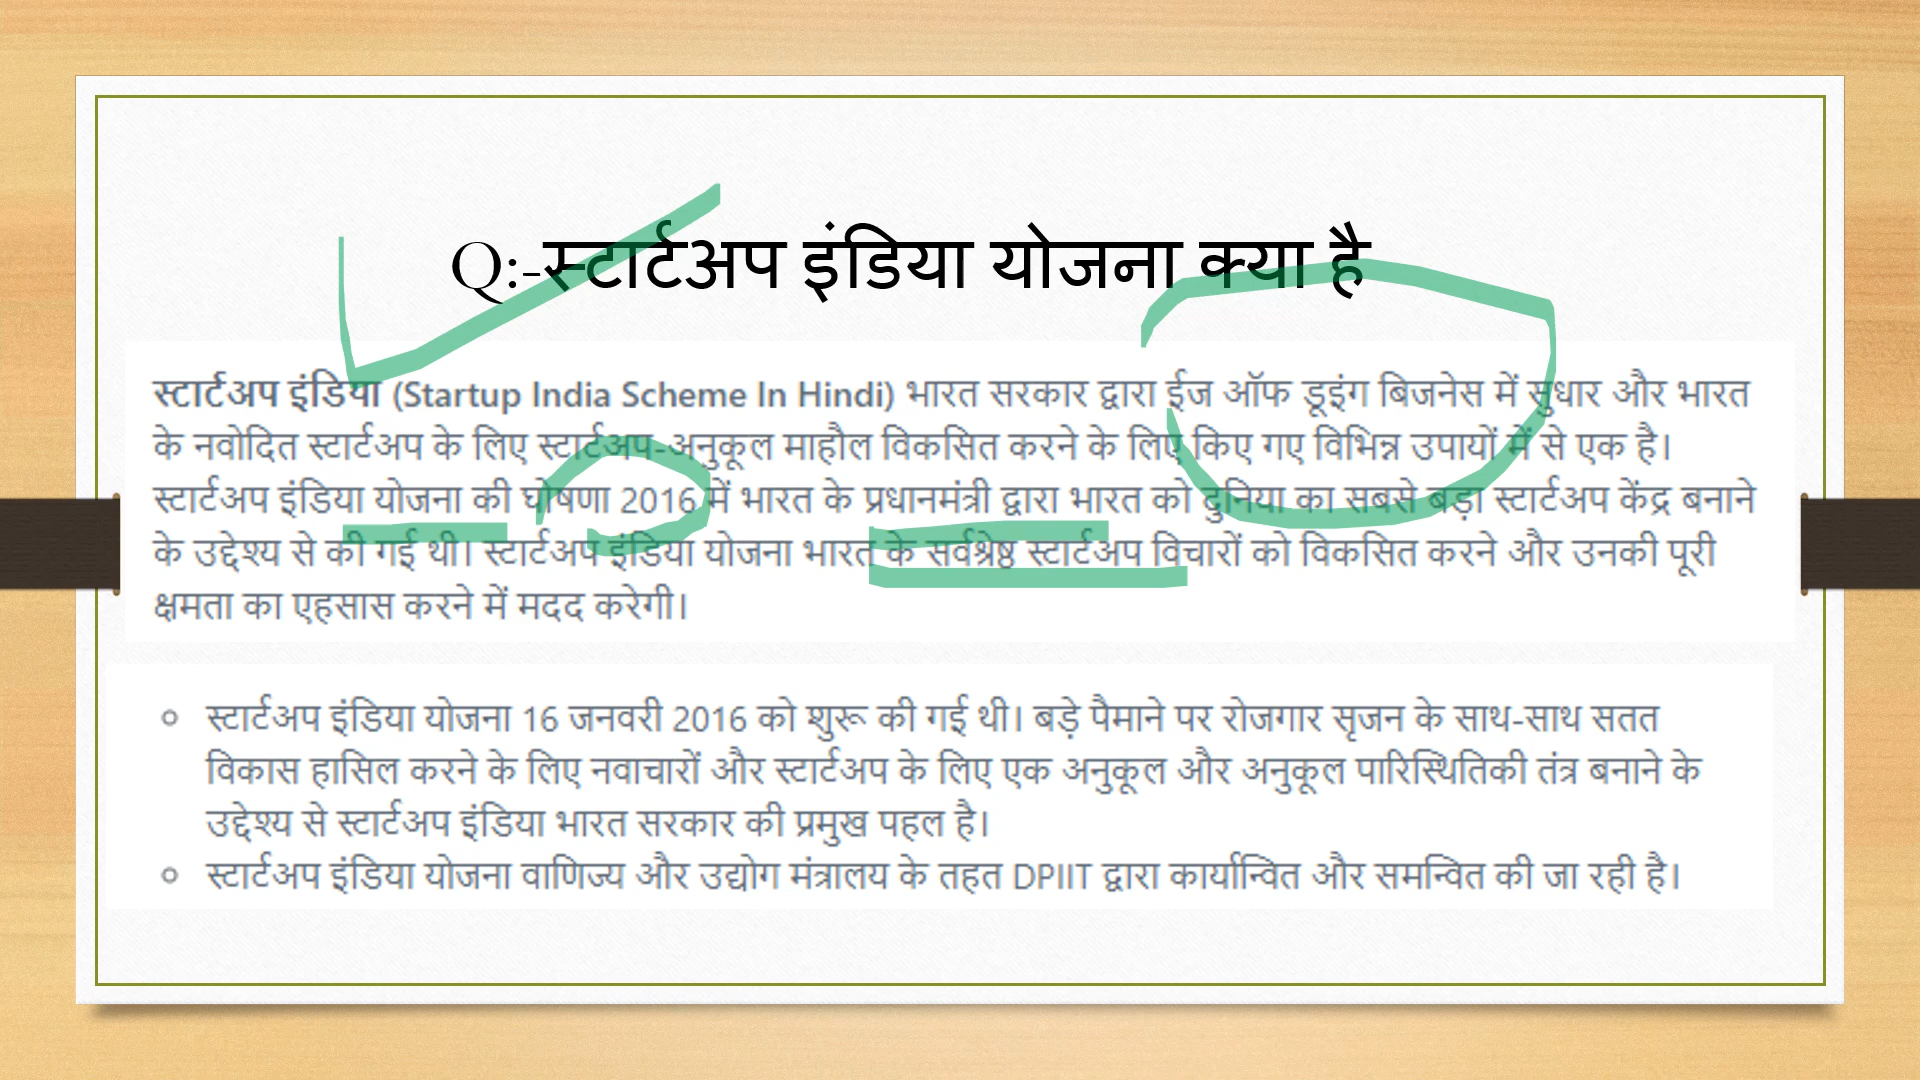 Q:-स्टार्टअप इंडिया योजना क्या है
स्टार्टअप इंडिया (Startup India Scheme In Hindi) भारत सरकार द्वारा ईज ऑफ डूइंग बिजनेस में सुधार और भारत
के नवोदित स्टार्टअप के लिए स्टार्टअप-अनुकूल माहौल विकसित करने के लिए किए गए विभिन्न उपायों में से एक है।
स्टार्टअप इंडिया योजना की घोषणा 2016 में भारत के प्रधानमंत्री द्वारा भारत को दुनिया का सबसे बड़ा स्टार्टअप केंद्र बनाने
के उद्देश्य से की गई थी। स्टार्टअप इंडिया योजना भारत के सर्वश्रेष्ठ स्टार्टअप विचारों को विकसित करने और उनकी पूरी
क्षमता का एहसास करने में मदद करेगी।
० स्टार्टअप इंडिया योजना 16 जनवरी 2016 को शुरू की गई थी। बड़े पैमाने पर रोजगार सृजन के साथ-साथ सतत
विकास हासिल करने के लिए नवाचारों और स्टार्टअप के लिए एक अनुकूल और अनुकूल पारिस्थितिकी तंत्र बनाने के
उद्देश्य से स्टार्टअप इंडिया भारत सरकार की प्रमुख पहल है।
० स्टार्टअप इंडिया योजना वाणिज्य और उद्योग मंत्रालय के तहत DPIIT द्वारा कार्यान्वित और समन्वित की जा रही है।